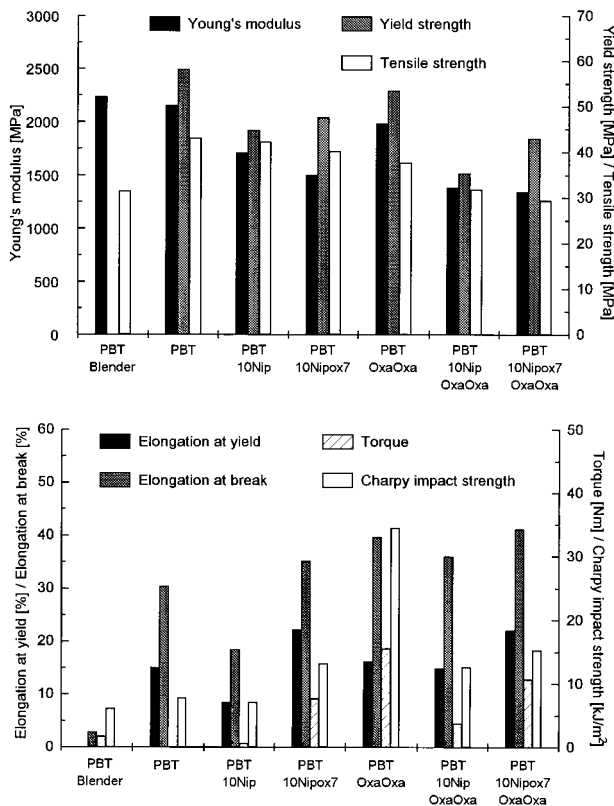 3000
2500
2000
1500
1000
500
0
Young's modulus [MPa]
Young's modulus
Yield strength
Tensile strength
70
60
50
40
30
20
10
0
Yield strength [MPa] / Tensile strength [MPa]
PBT
Blender
PBT
PBT
10Nip
PBT
10Nipox7
PBT
OxaOxa
PBT
10Nip
OxaOxa
PBT
10Nipox7
OxaOxa
60
50
40
30
20
10
0
Elongation at yield [%] / Elongation at break [%]
Elongation at yield
Elongation at break
Torque
Charpy impact strength
50
40
30
20
10
0
Torque [Nm] / Charpy impact strength [kJ/m²]
PBT
Blender
PBT
PBT
10Nip
PBT
10Nipox7
PBT
OxaOxa
PBT
10Nip
OxaOxa
PBT
10Nipox7
OxaOxa